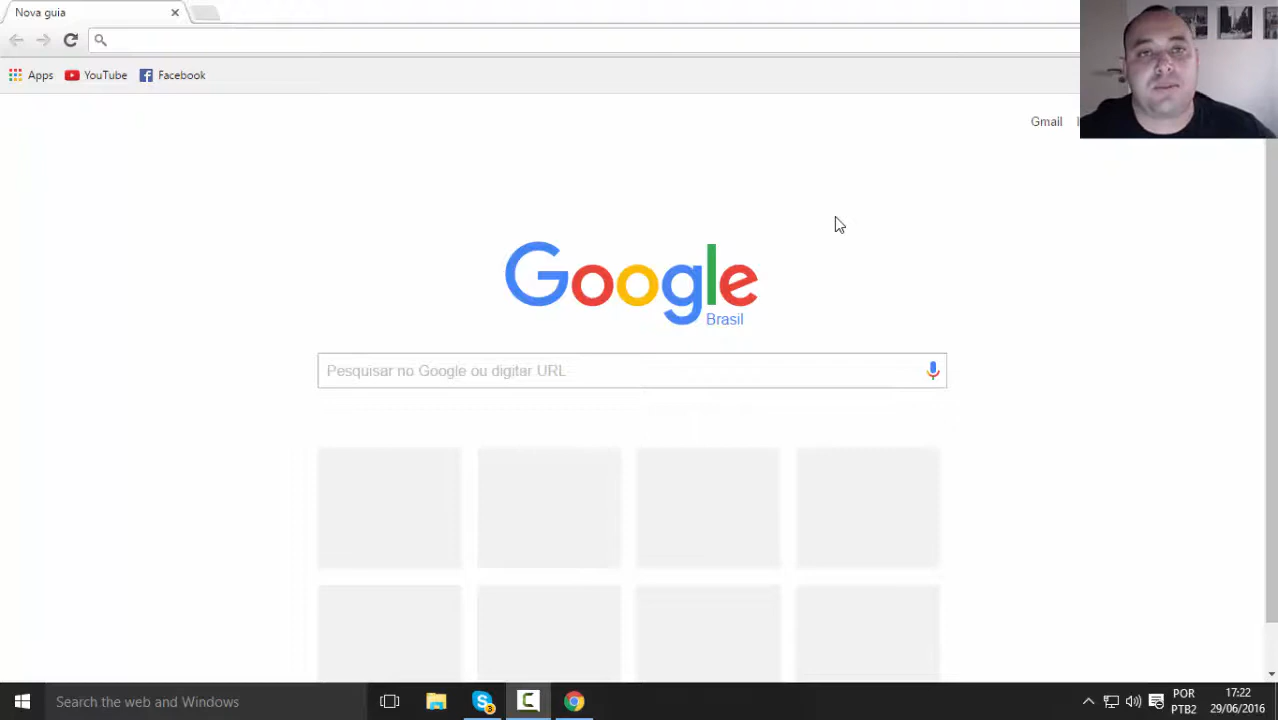 Nova guia
Apps YouTube Facebook
Gmail
Google
Brasil
Pesquisar no Google ou digitar URL
Search the web and Windows
POR
PTB2
17:22
29/06/2016